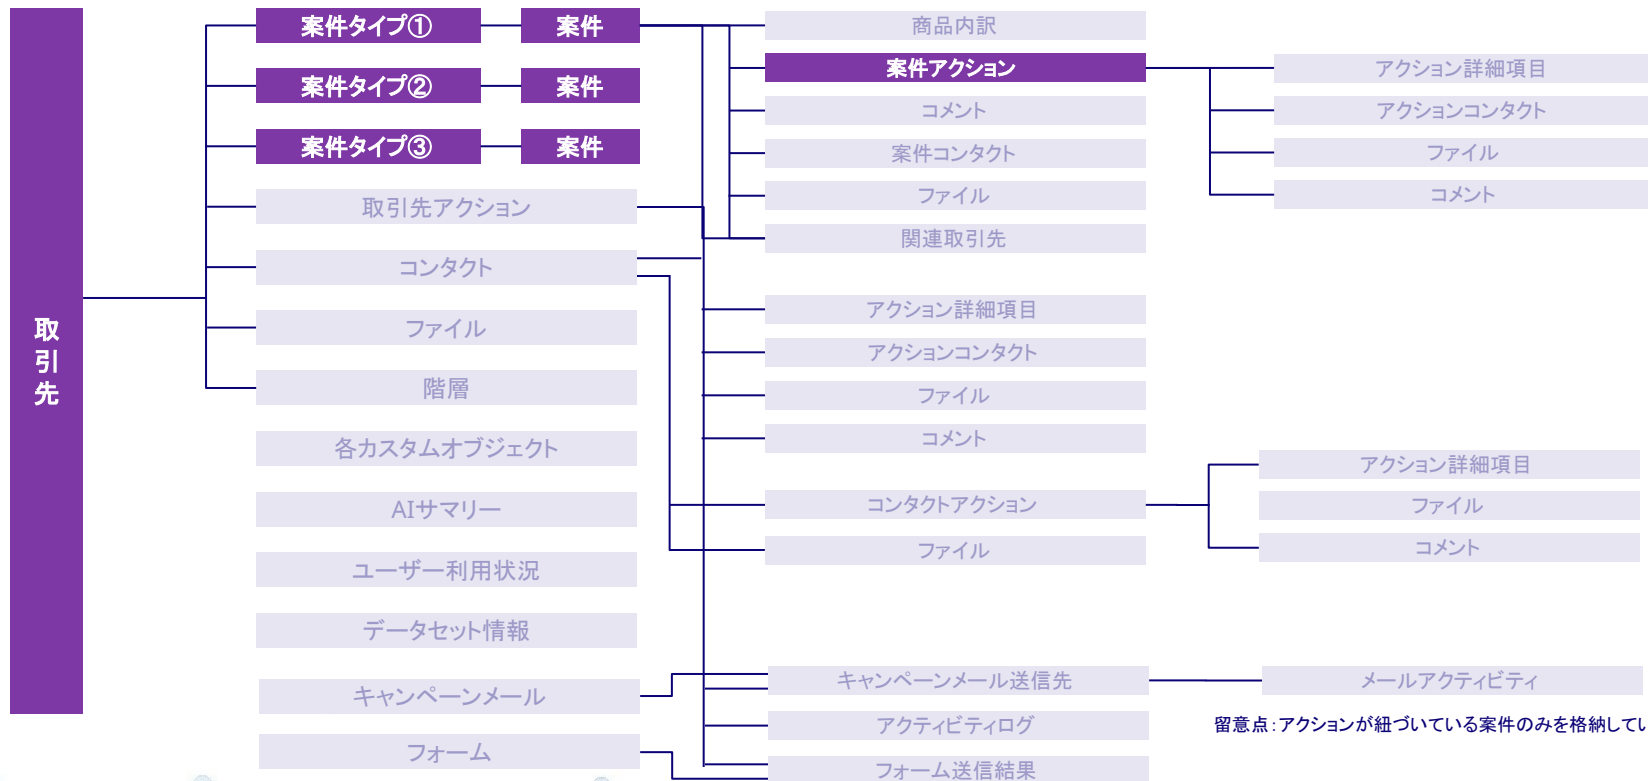 取引先
案件タイプ①
案件
案件タイプ②
案件
案件タイプ③
案件
取引先アクション
コンタクト
ファイル
階層
各カスタムオブジェクト
AIサマリー
ユーザー利用状況
データセット情報
キャンペーンメール
フォーム
商品内訳
案件アクション
コメント
案件コンタクト
ファイル
関連取引先
アクション詳細項目
アクションコンタクト
ファイル
コメント
コンタクトアクション
ファイル
キャンペーンメール送信先
アクティビティログ
フォーム送信結果
アクション詳細項目
アクションコンタクト
ファイル
コメント
アクション詳細項目
ファイル
コメント
メールアクティビティ
留意点：アクションが紐づいている案件のみを格納してい